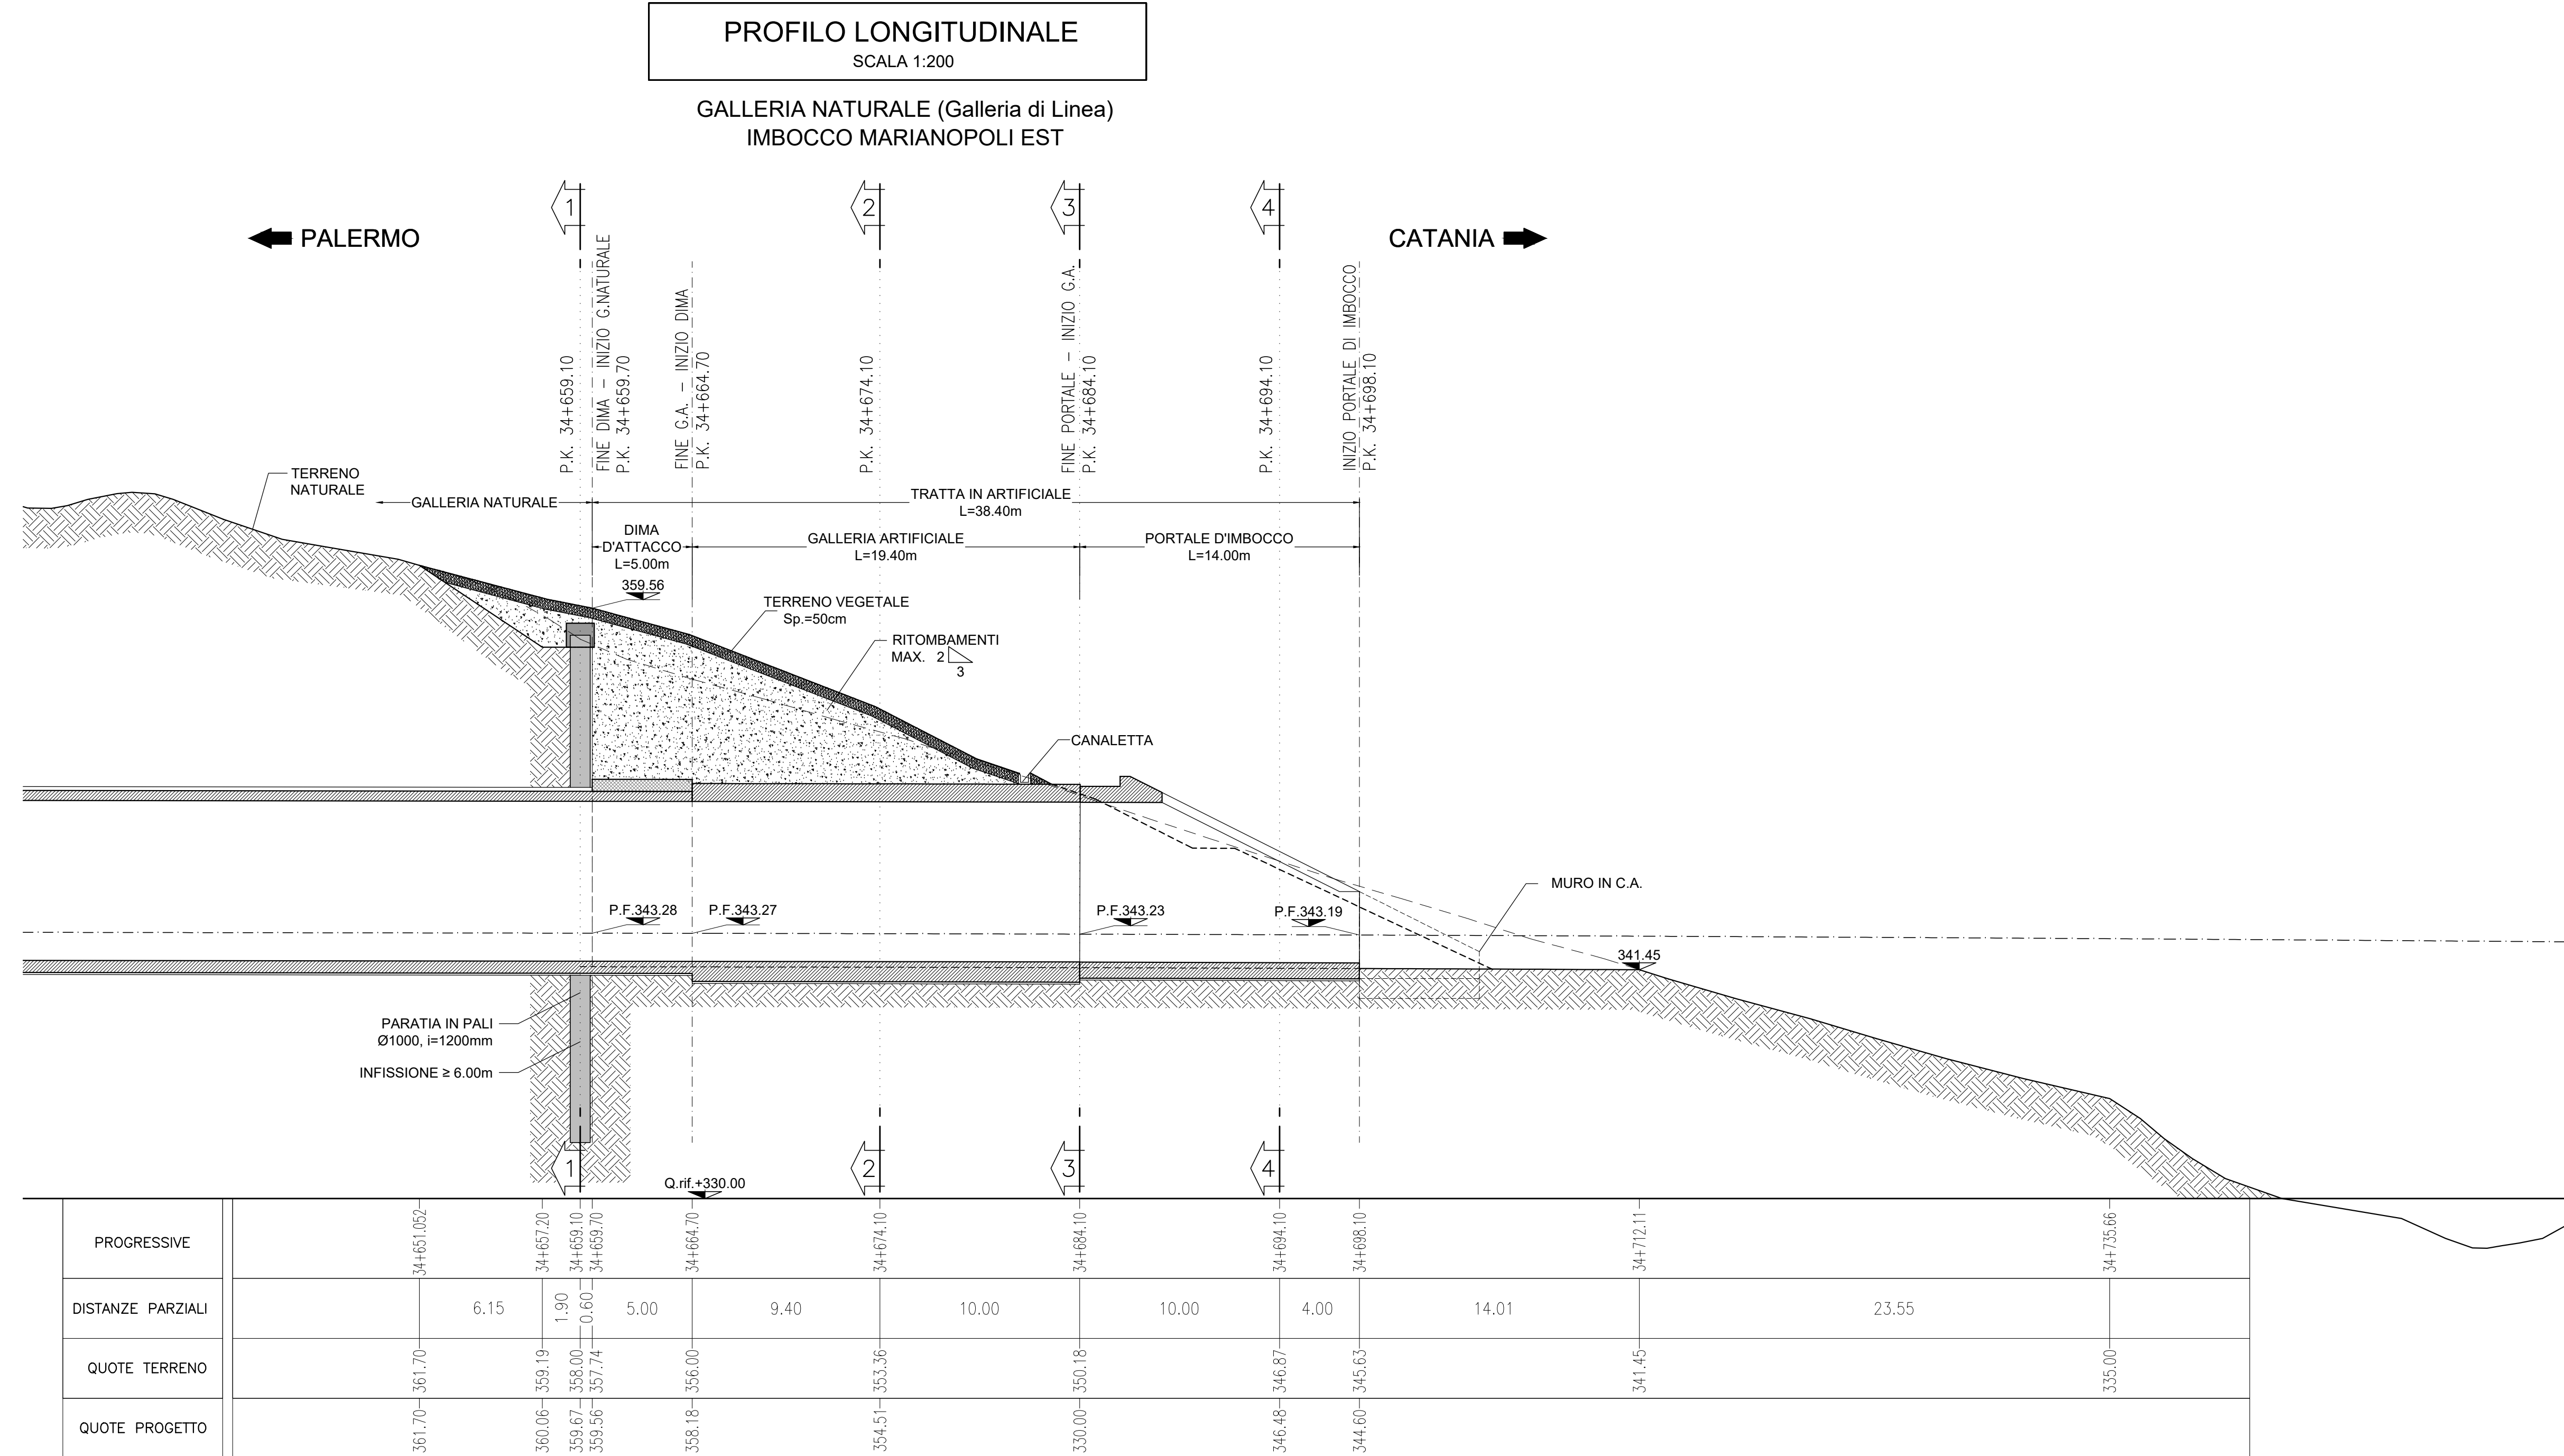 PROFILO LONGITUDINALE
SCALA 1:200
GALLERIA NATURALE (Galleria di Linea)
IMBOCCO MARIANOPOLI EST
1
2
3
4
PALERMO
CATANIA
P.K. 34+659.10
FINE DIMA - INIZIO G.NATURALE
P.K. 34+659.70
FINE G.A. - INIZIO DIMA
P.K. 34+664.70
P.K. 34+674.10
FINE PORTALE - INIZIO G.A.
P.K. 34+684.10
P.K. 34+694.10
INIZIO PORTALE DI IMBOCCO
P.K. 34+698.10
TERRENO
NATURALE
GALLERIA NATURALE
TRATTA IN ARTIFICIALE
L=38.40m
DIMA
D'ATTACCO
L=5.00m
GALLERIA ARTIFICIALE
L=19.40m
PORTALE D'IMBOCCO
L=14.00m
359.56
TERRENO VEGETALE
Sp.=50cm
RITOMBAMENTI
MAX. 2
3
CANALETTA
MURO IN C.A.
P.F.343.28
P.F.343.27
P.F.343.23
P.F.343.19
341.45
PARATIA IN PALI
Ø1000, i=1200mm
INFISSIONE ≥ 6.00m
1
2
3
4
Q.rif.+330.00
PROGRESSIVE
34+651.052
34+657.20
34+659.10
34+659.70
34+664.70
34+674.10
34+684.10
34+694.10
34+698.10
34+712.11
34+735.66
DISTANZE PARZIALI
6.15
1.90
0.60
5.00
9.40
10.00
10.00
4.00
14.01
23.55
QUOTE TERRENO
361.70
359.19
358.00
357.74
356.00
353.36
350.18
346.87
345.63
341.45
335.00
QUOTE PROGETTO
361.70
360.06
359.67
359.56
358.18
354.51
330.00
346.48
344.60